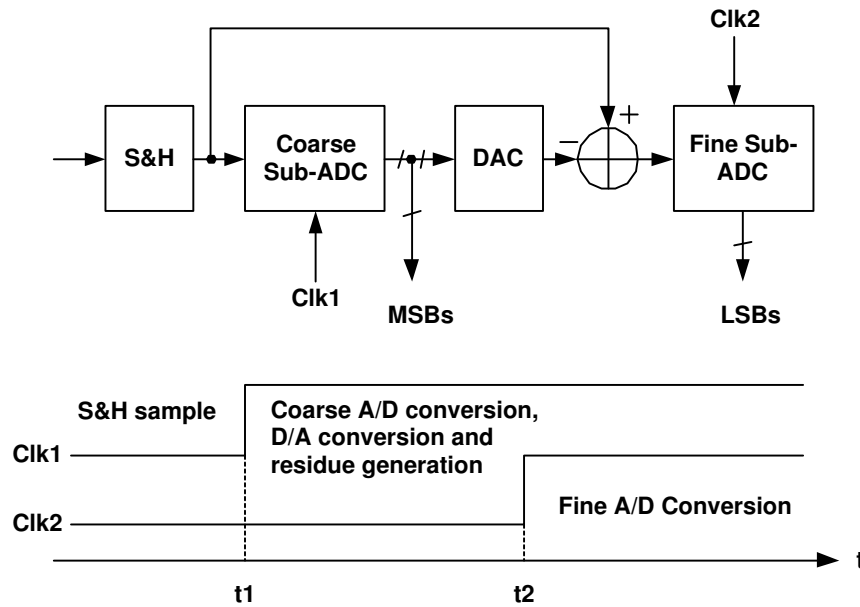 Clk2
S&H
Coarse
Sub-ADC
DAC
−
+
Fine Sub-
ADC
Clk1
MSBs
LSBs
S&H sample
Coarse A/D conversion,
D/A conversion and
residue generation
Clk1
Fine A/D Conversion
Clk2
t
t1
t2